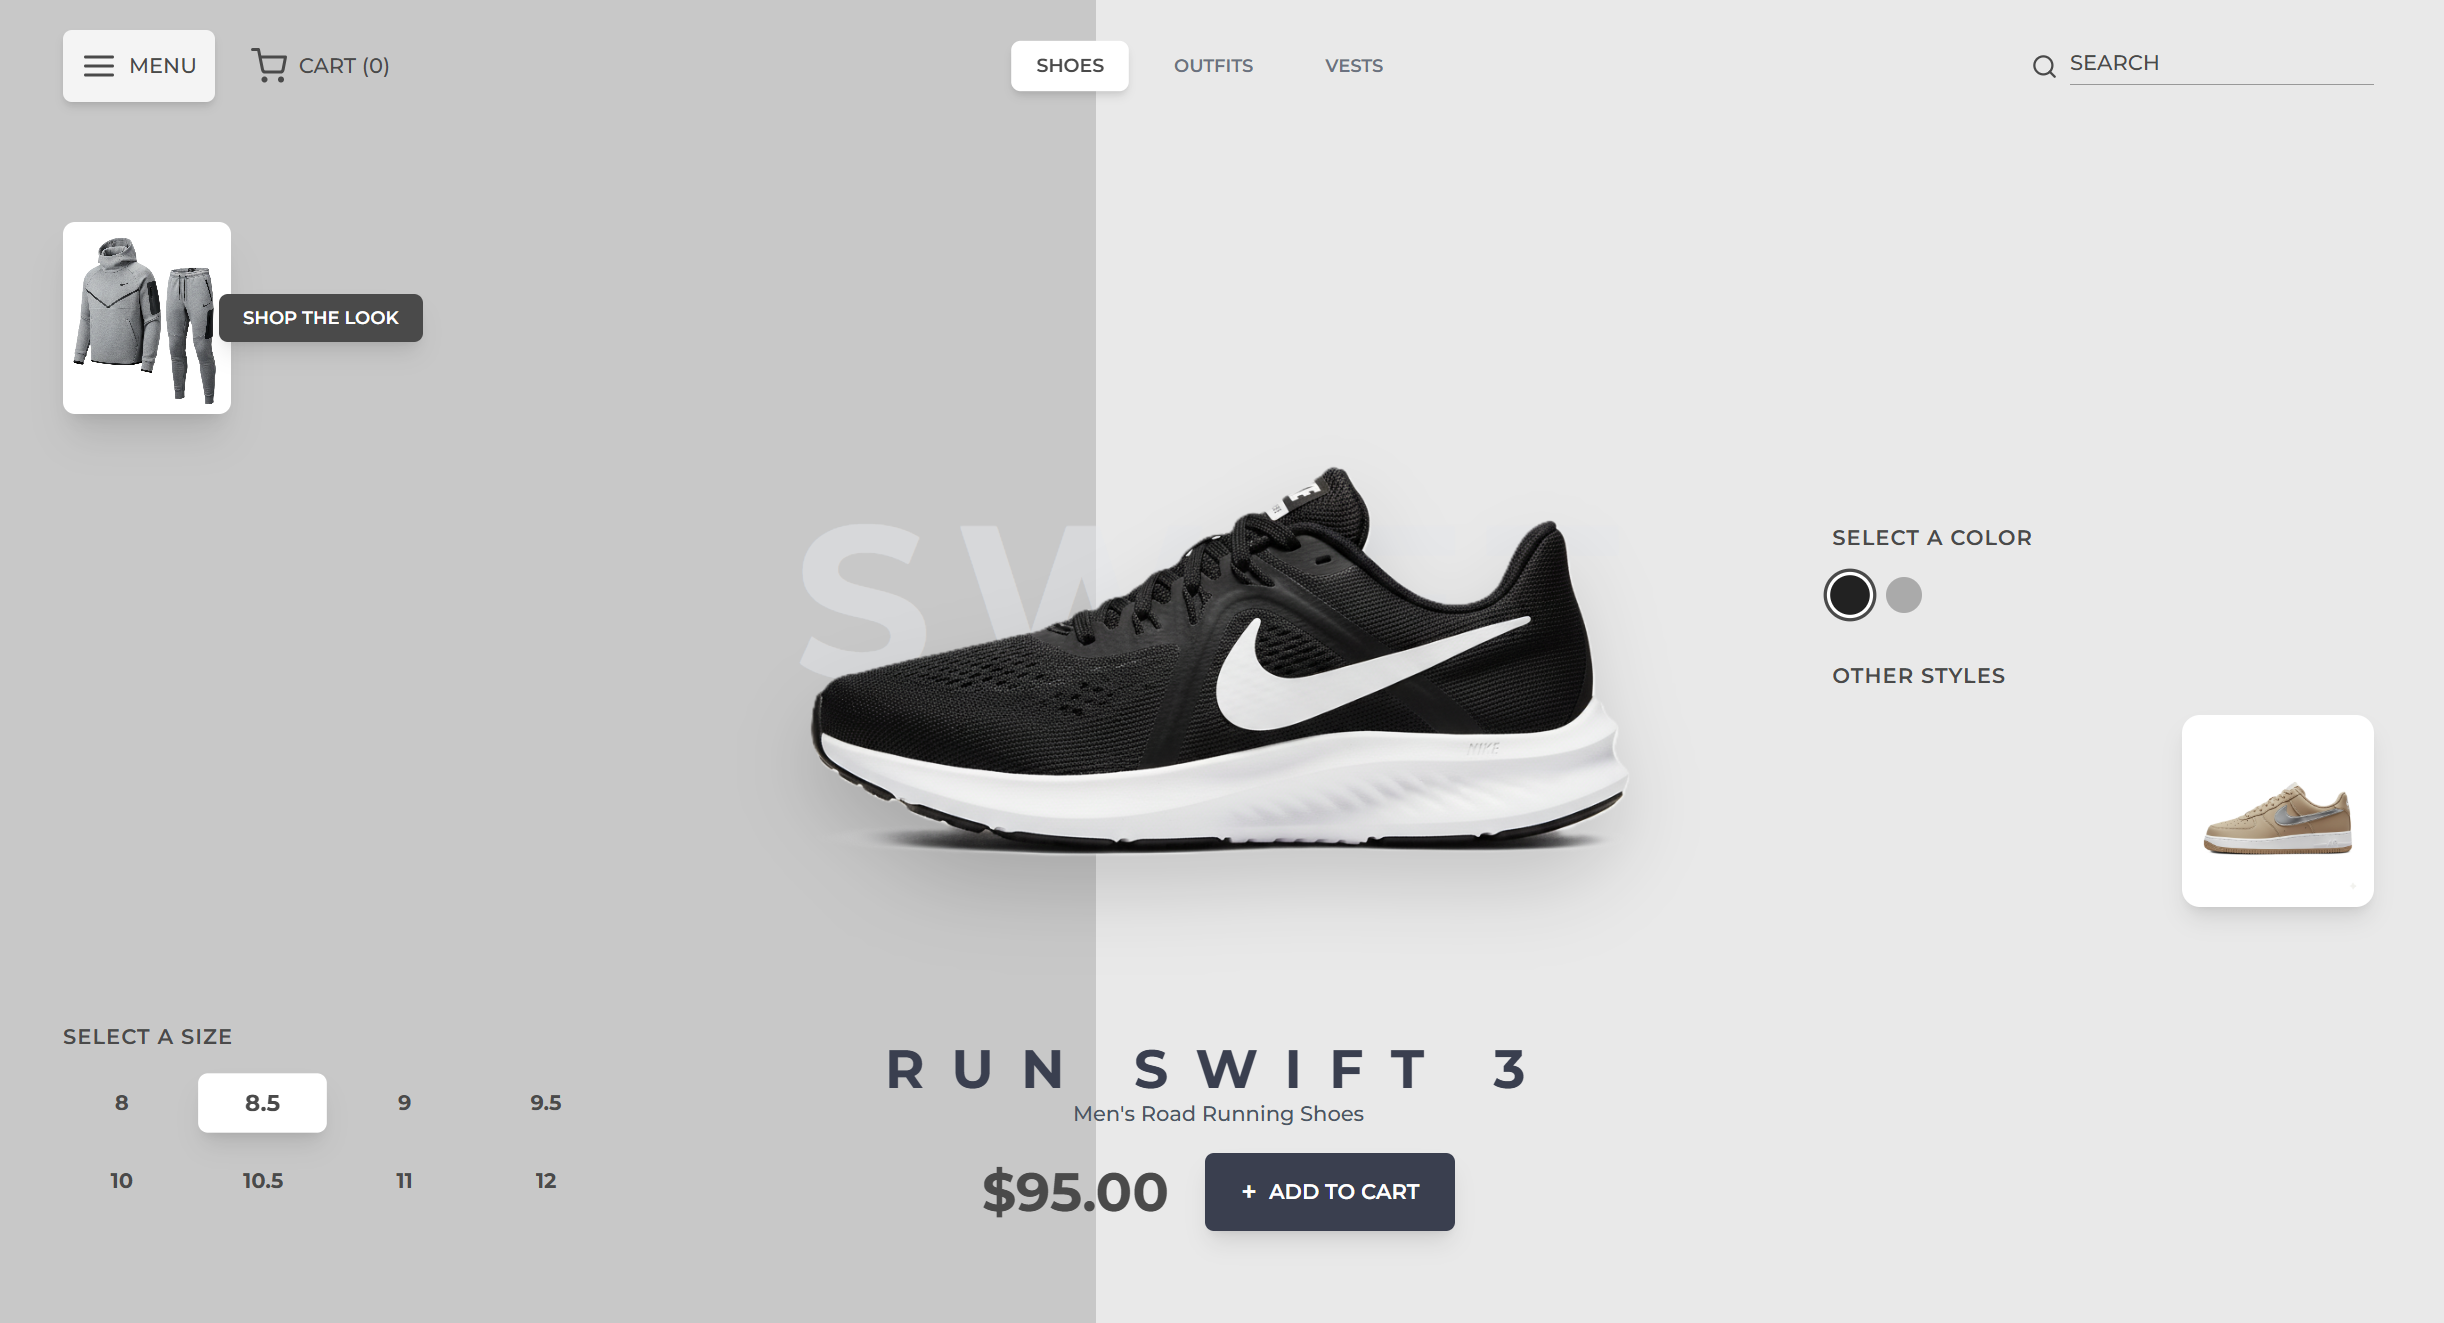 MENU
CART (0)
SHOES
OUTFITS
VESTS
SEARCH
SHOP THE LOOK
SW
SELECT A COLOR
OTHER STYLES
NIKE
SELECT A SIZE
8
8.5
9
9.5
10
10.5
11
12
RUN SWIFT 3
Men's Road Running Shoes
$95.00
+ ADD TO CART